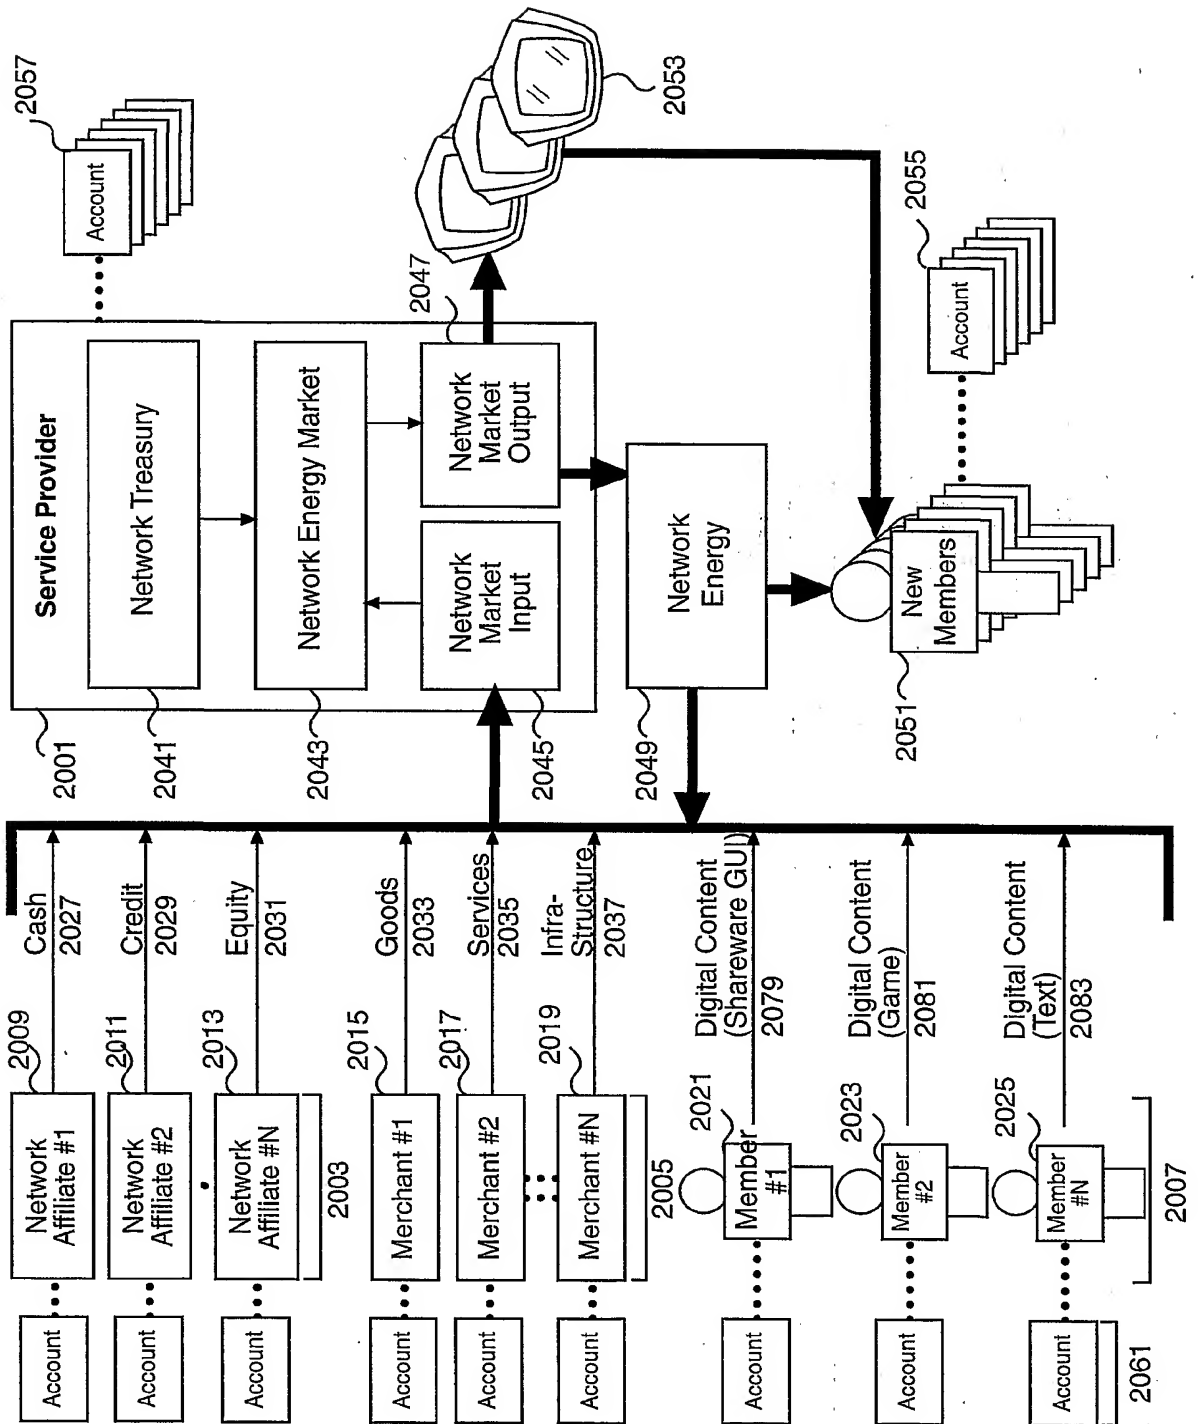 Account
Network
Affiliate #1
2009
Cash
2027
Account
Network
Affiliate #2
2011
Credit
2029
Account
Network
Affiliate #N
2013
Equity
2031
2003
Account
Merchant #1
2015
Goods
2033
Account
Merchant #2
2017
Services
2035
Account
Merchant #N
2019
Infra-
Structure
2037
2005
Account
Member
#1
2021
Digital Content
(Shareware GUI)
2079
Account
Member
#2
2023
Digital Content
(Game)
2081
Account
Member
#N
2025
Digital Content
(Text)
2083
2061
2007
2001
Service Provider
2041
Network Treasury
2043
Network Energy Market
2045
Network
Market
Input
Network
Market
Output
2047
2049
Network
Energy
2051
New
Members
Account
2057
2053
Account
2055